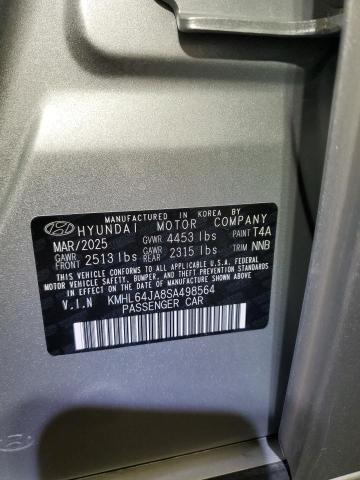 MANUFACTURED IN KOREA BY
HYUNDAI MOTOR COMPANY
MAR/2025 GVWR 4453 lbs PAINT T4A
GAWR FRONT 2513 lbs GAWR REAR 2315 lbs TRIM NNB
THIS VEHICLE CONFORMS TO ALL APPLICABLE U.S.A. FEDERAL
MOTOR VEHICLE SAFETY, BUMPER, AND THEFT PREVENTION
STANDARDS IN EFFECT ON THE DATE OF MANUFACTURE SHOWN ABOVE.
V.I.N KMHL64JA8SA498564
PASSENGER CAR